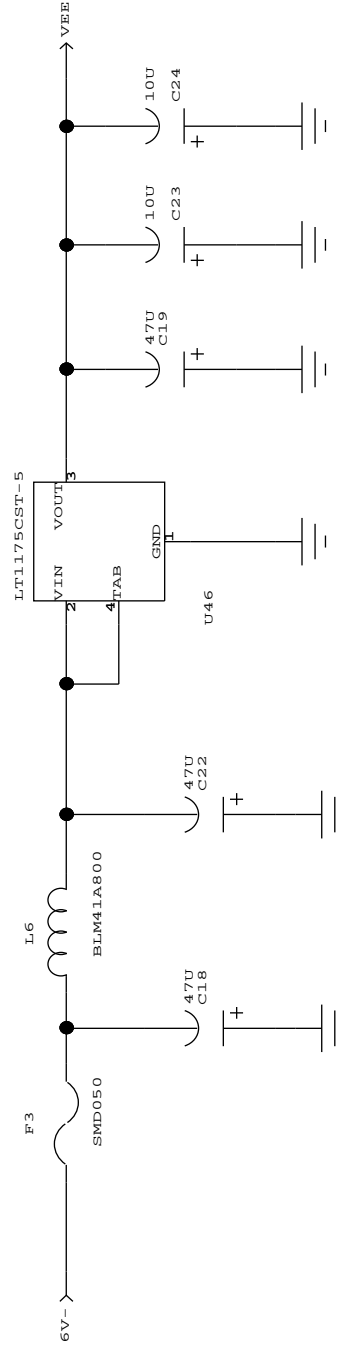 6V-
F3
SMD050
47U
C18
L6
BLM41A800
47U
C22
+
+
LT1175CST-5
VIN
2
TAB
4
GND
1
VOUT
3
U46
47U
C19
+
10U
C23
+
10U
C24
+
VEE